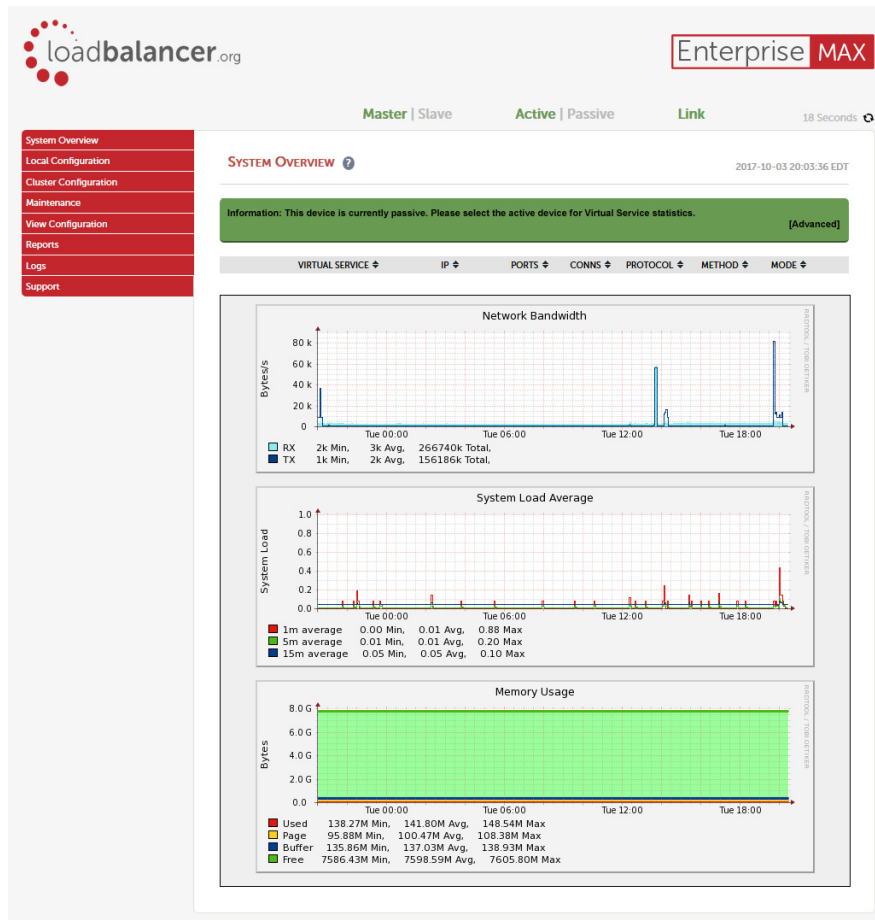 loadbalancer.org
Enterprise MAX
Master | Slave Active | Passive Link 18 Seconds
System Overview
Local Configuration
Cluster Configuration
Maintenance
View Configuration
Reports
Logs
Support
SYSTEM OVERVIEW ?
2017-10-03 20:03:36 EDT
Information: This device is currently passive. Please select the active device for Virtual Service statistics.
[Advanced]
VIRTUAL SERVICE IP PORTS CONNS PROTOCOL METHOD MODE
Network Bandwidth
RRDTOOL / TOBI OETIKER
Bytes/s
80 k
60 k
40 k
20 k
0
Tue 00:00 Tue 06:00 Tue 12:00 Tue 18:00
RX 2k Min, 3k Avg, 266740k Total,
TX 1k Min, 2k Avg, 156186k Total,
System Load Average
RRDTOOL / TOBI OETIKER
System Load
1.0
0.8
0.6
0.4
0.2
0.0
Tue 00:00 Tue 06:00 Tue 12:00 Tue 18:00
1m average 0.00 Min, 0.01 Avg, 0.88 Max
5m average 0.01 Min, 0.01 Avg, 0.20 Max
15m average 0.05 Min, 0.05 Avg, 0.10 Max
Memory Usage
RRDTOOL / TOBI OETIKER
Bytes
8.0 G
6.0 G
4.0 G
2.0 G
0.0
Tue 00:00 Tue 06:00 Tue 12:00 Tue 18:00
Used 138.27M Min, 141.80M Avg, 148.54M Max
Page 95.88M Min, 100.47M Avg, 108.38M Max
Buffer 135.86M Min, 137.03M Avg, 138.93M Max
Free 7586.43M Min, 7598.59M Avg, 7605.80M Max